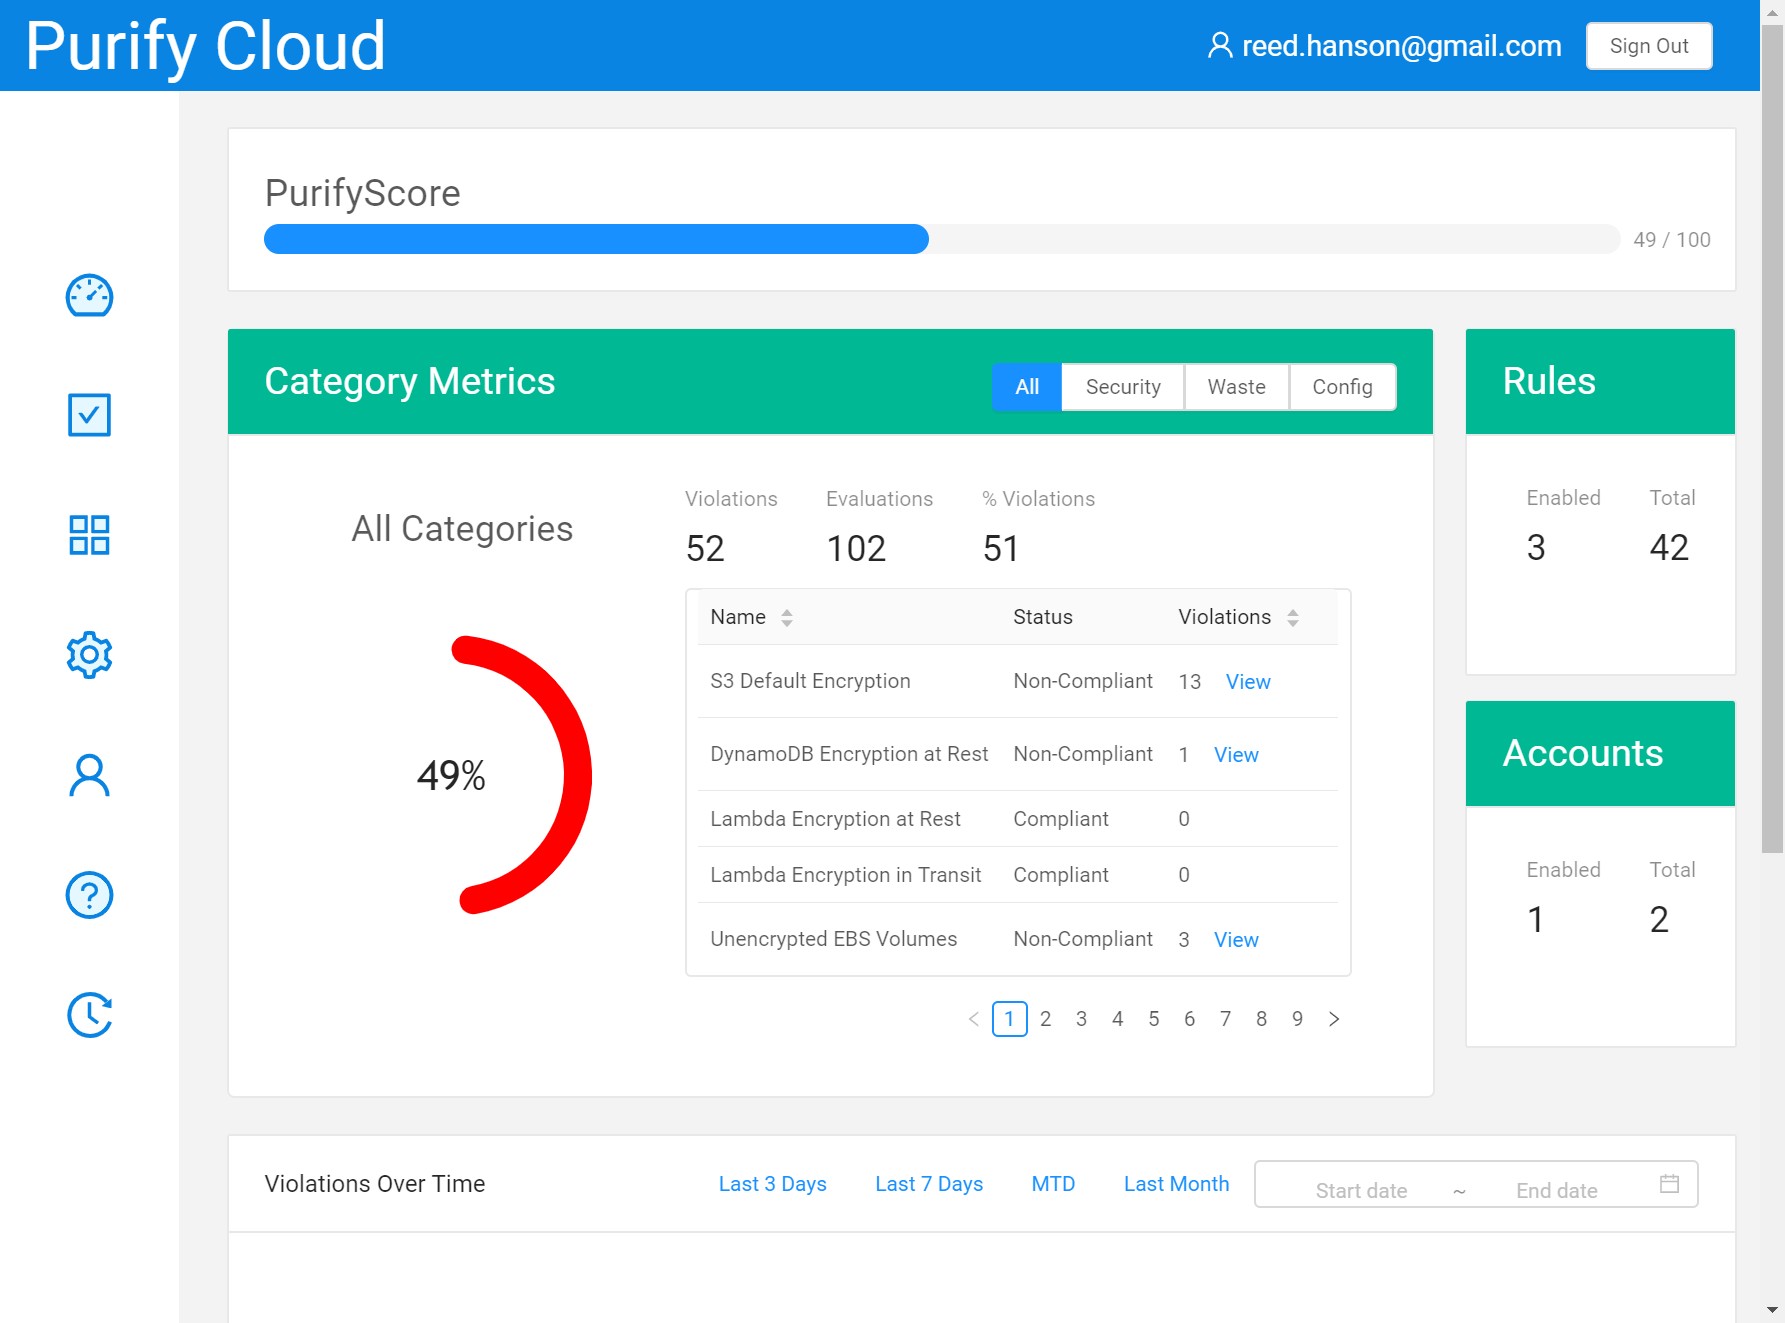 Purify Cloud
reed.hanson@gmail.com
Sign Out
PurifyScore
49 / 100
Category Metrics
All Security Waste Config
All Categories
49%
Violations Evaluations % Violations
52 102 51
Name Status Violations
S3 Default Encryption Non-Compliant 13 View
DynamoDB Encryption at Rest Non-Compliant 1 View
Lambda Encryption at Rest Compliant 0
Lambda Encryption in Transit Compliant 0
Unencrypted EBS Volumes Non-Compliant 3 View
< 1 2 3 4 5 6 7 8 9 >
Rules
Enabled Total
3 42
Accounts
Enabled Total
1 2
Violations Over Time
Last 3 Days Last 7 Days MTD Last Month
Start date ~ End date